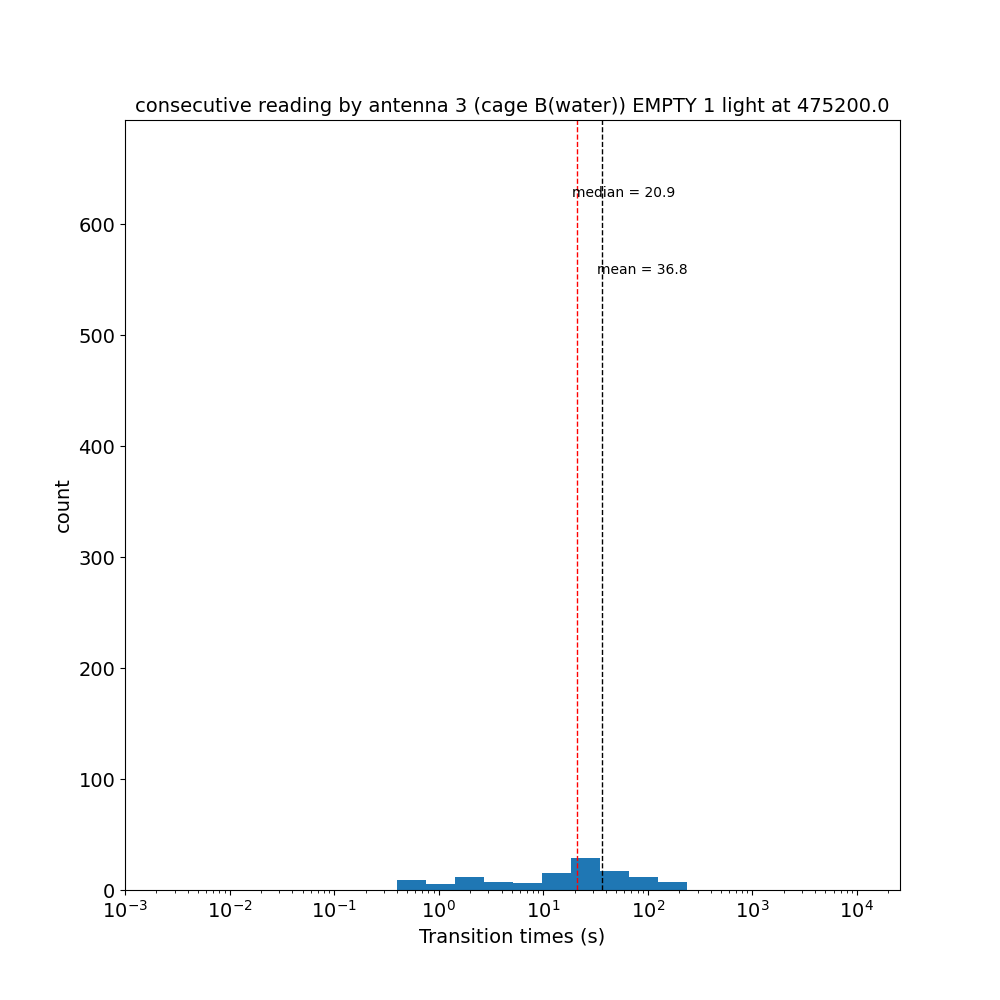 consecutive reading by antenna 3 (cage B(water)) EMPTY 1 light at 475200.0
median = 20.9
mean = 36.8
600
500
400
300
200
100
0
count
10⁻³ 10⁻² 10⁻¹ 10⁰ 10¹ 10² 10³ 10⁴
Transition times (s)